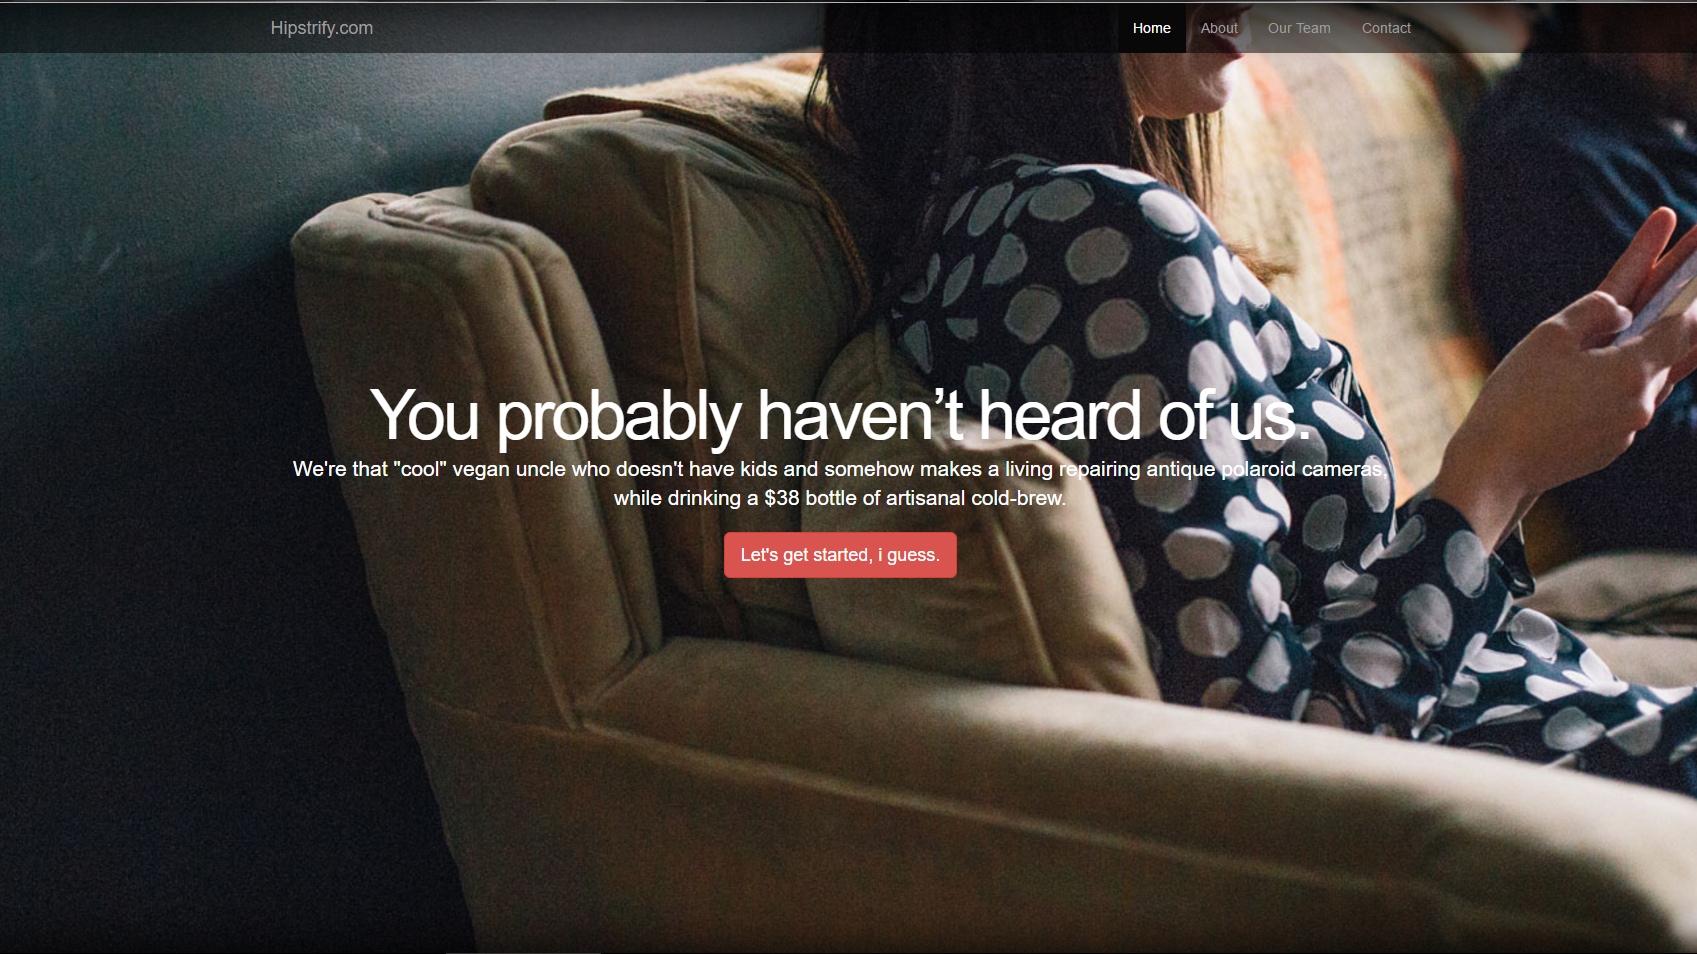 Hipstrify.com
Home About Our Team Contact
You probably haven’t heard of us.
We're that "cool" vegan uncle who doesn't have kids and somehow makes a living repairing antique polaroid cameras,
while drinking a $38 bottle of artisanal cold-brew.
Let's get started, i guess.